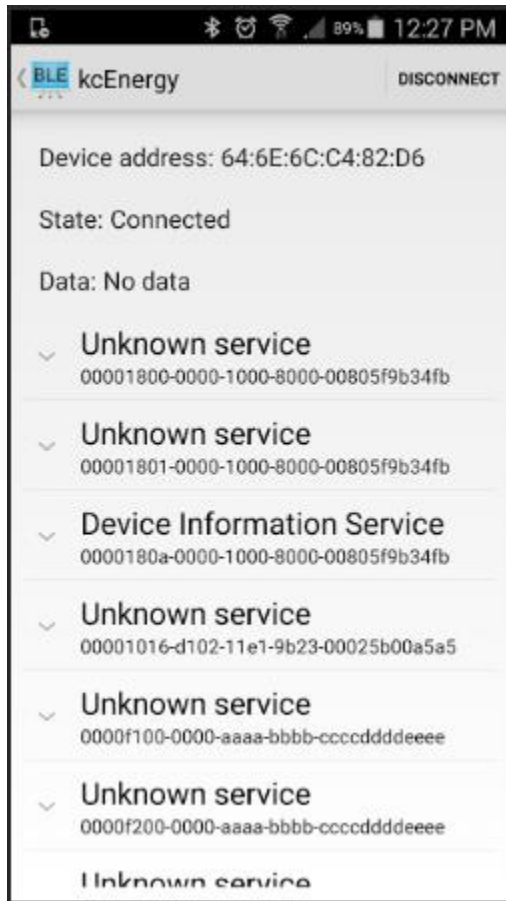 89% 12:27 PM
BLE kcEnergy DISCONNECT
Device address: 64:6E:6C:C4:82:D6
State: Connected
Data: No data
Unknown service
00001800-0000-1000-8000-00805f9b34fb
Unknown service
00001801-0000-1000-8000-00805f9b34fb
Device Information Service
0000180a-0000-1000-8000-00805f9b34fb
Unknown service
00001016-d102-11e1-9b23-00025b00a5a5
Unknown service
0000f100-0000-aaaa-bbbb-ccccddddeeee
Unknown service
0000f200-0000-aaaa-bbbb-ccccddddeeee
Unknown service